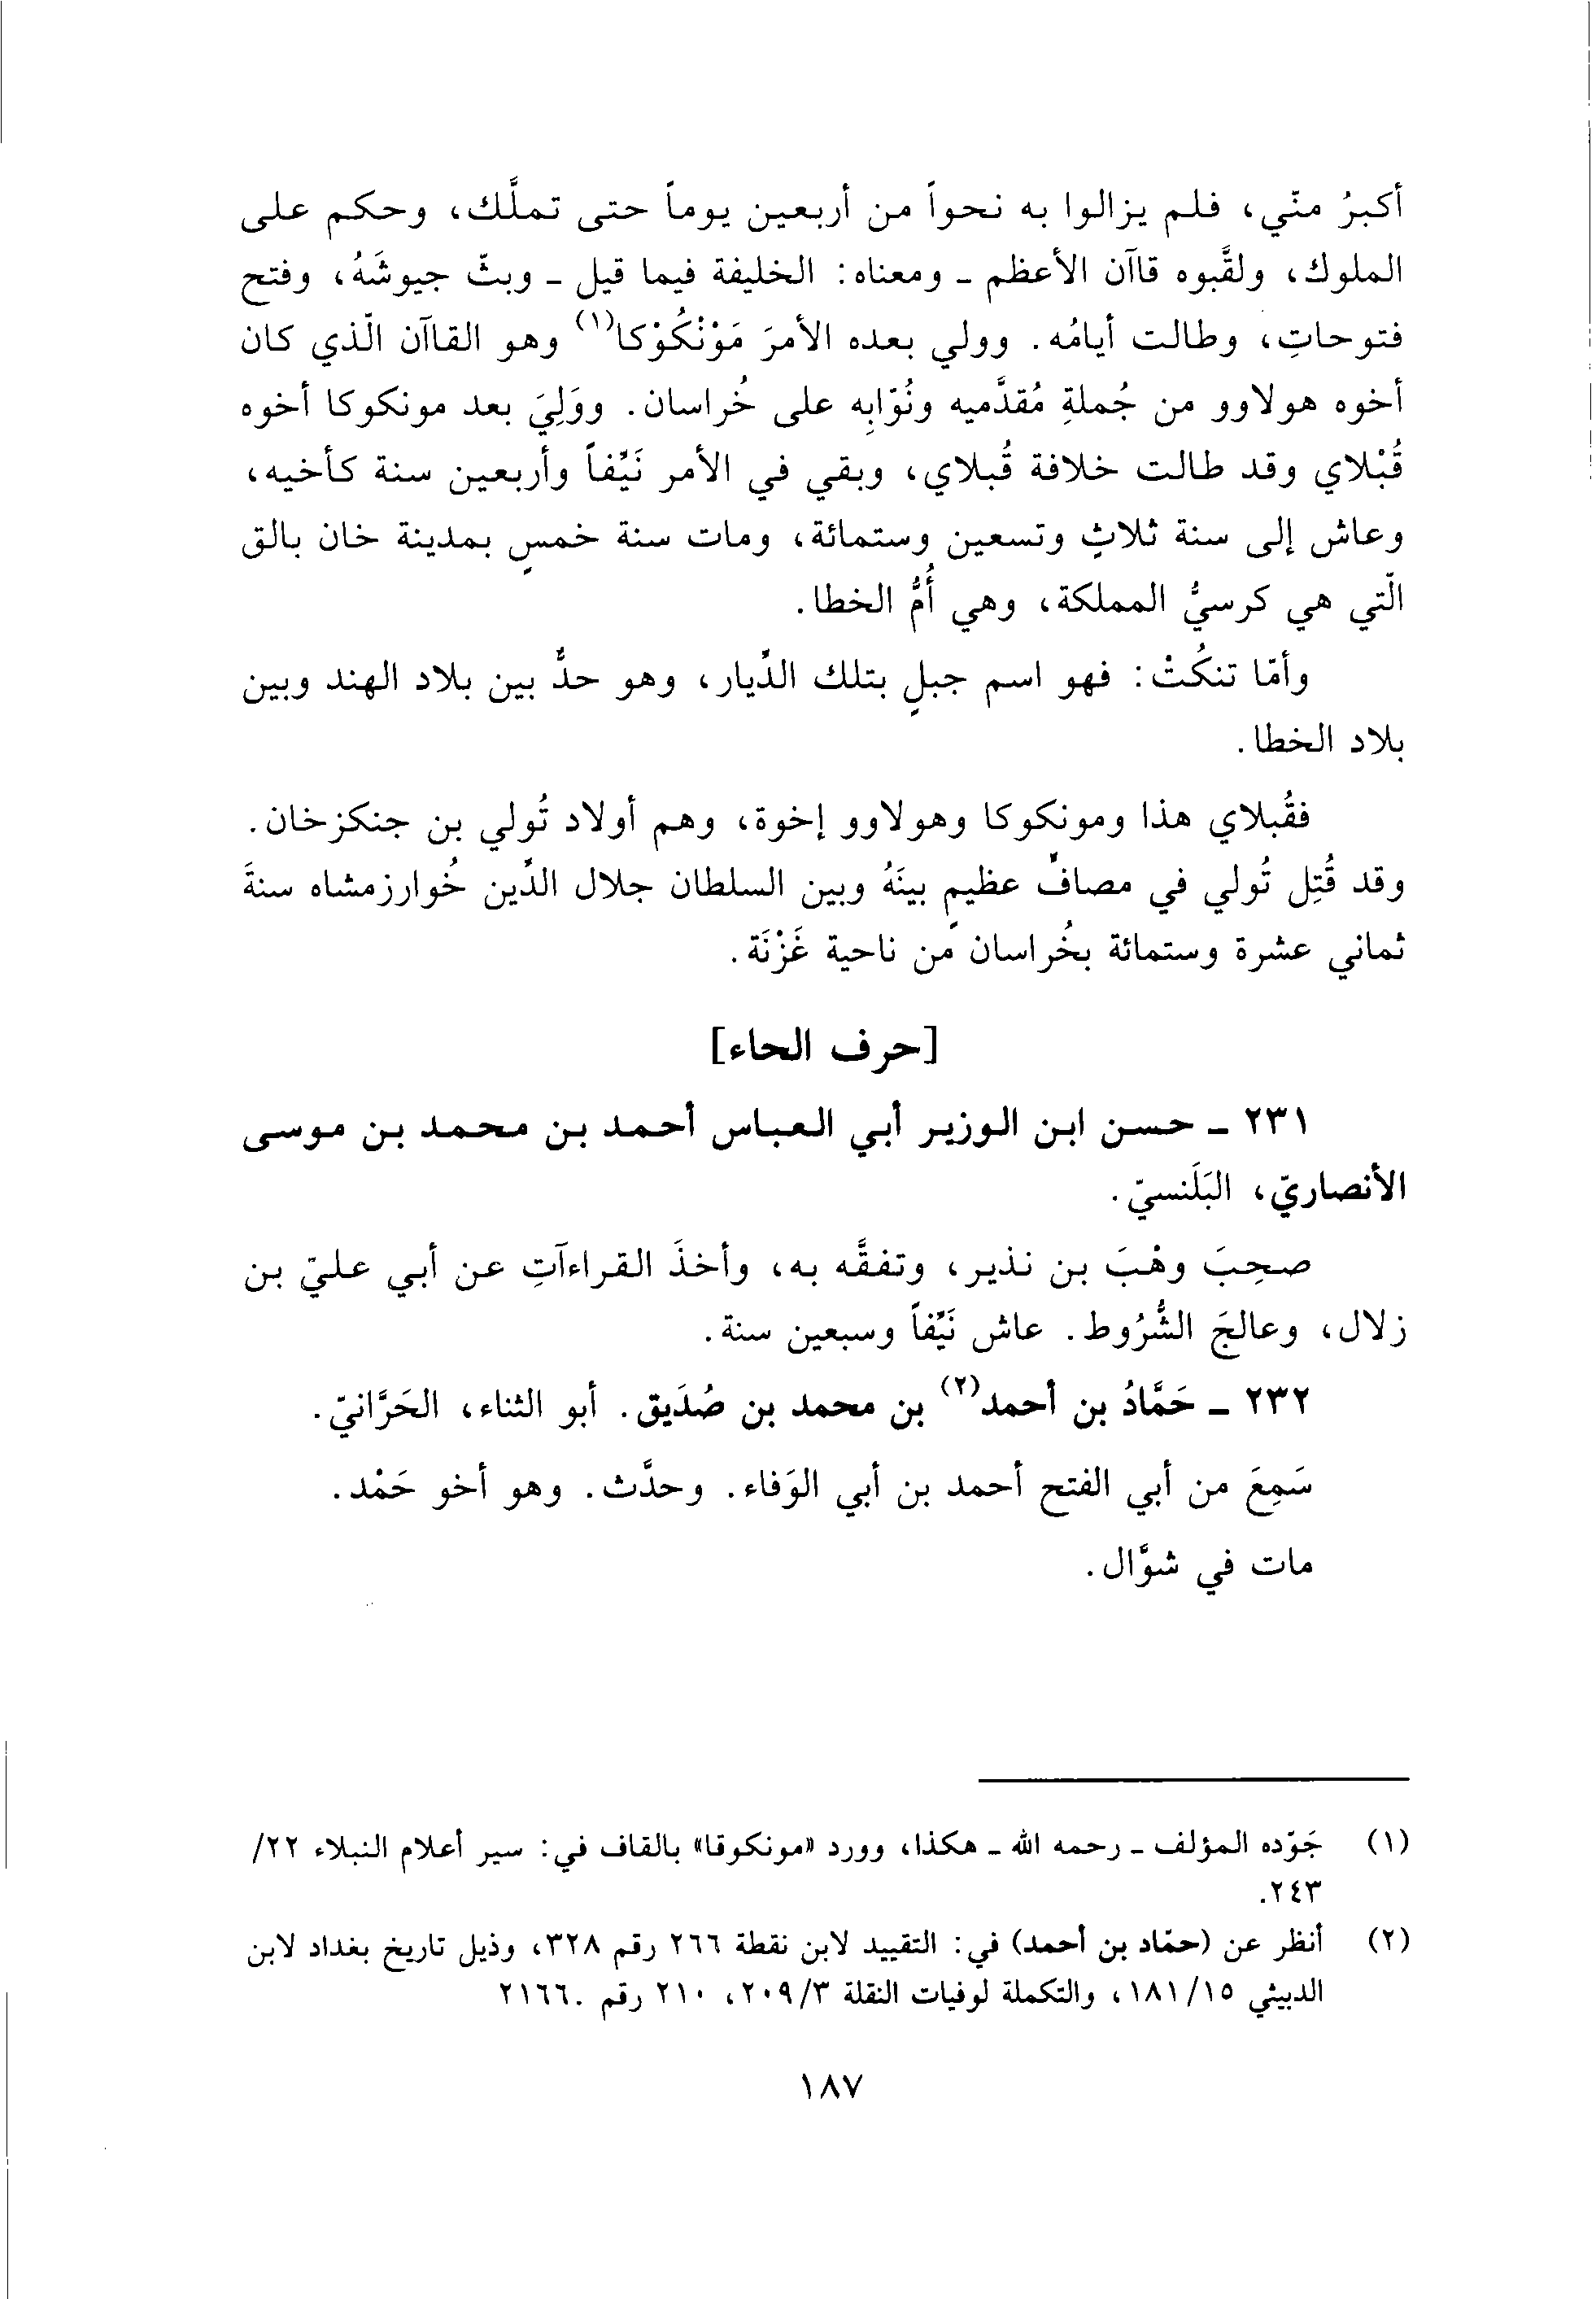 أكبرُ منّي، فلم يزالوا به نحواً من أربعين يوماً حتى تملَّك، وحكم على
الملوك، ولقَّبوه قاآن الأعظم ـ ومعناه: الخليفة فيما قيل ـ وبثّ جيوشَهُ، وفتح
فتوحاتِ، وطالت أيامُه. وولي بعده الأمرَ مَوْنْكُوْكا(١) وهو القاآن الّذي كان
أخوه هولاوو من جُملةِ مُقدَّميه ونُوّابِه على خُراسان. ووَلِيَ بعد مونكوكا أخوه
قُبْلاي وقد طالت خلافة قُبلاي، وبقي في الأمر نَيِّفاً وأربعين سنة كأخيه،
وعاش إلى سنة ثلاثٍ وتسعين وستمائة، ومات سنة خمسٍ بمدينة خان بالق
الّتي هي كرسيُّ المملكة، وهي أُمُّ الخطا.
وأمّا تنكُتْ: فهو اسم جبلٍ بتلك الدِّيار، وهو حدٌّ بين بلاد الهند وبين
بلاد الخطا.
فقُبلاي هذا ومونكوكا وهولاوو إخوة، وهم أولاد تُولي بن جنكزخان.
وقد قُتِل تُولي في مصافٍّ عظيمٍ بينَهُ وبين السلطان جلال الدِّين خُوارزمشاه سنةَ
ثماني عشرة وستمائة بخُراسان من ناحية غَزْنَة.
[حرف الحاء]
٢٣١ ـ حسن ابن الوزير أبي العباس أحمد بن محمد بن موسى
الأنصاريّ، البَلَنسيّ.
صحِبَ وهْبَ بن نذير، وتفقَّه به، وأخذَ القراءآتِ عن أبي عليّ بن
زلال، وعالجَ الشُّرُوط. عاش نَيِّفاً وسبعين سنة.
٢٣٢ ـ حَمَّادُ بن أحمد(٢) بن محمد بن صُدَيق. أبو الثناء، الحَرَّانيّ.
سَمِعَ من أبي الفتح أحمد بن أبي الوَفاء. وحدَّث. وهو أخو حَمْد.
مات في شوَّال.
(١) جَوّده المؤلف ـ رحمه الله ـ هكذا، وورد «مونكوقا» بالقاف في: سير أعلام النبلاء ٢٢/
٢٤٣.
(٢) أنظر عن (حمّاد بن أحمد) في: التقييد لابن نقطة ٢٦٦ رقم ٣٢٨، وذيل تاريخ بغداد لابن
الدبيثي ١٨١/١٥، والتكملة لوفيات النقلة ٢٠٩/٣، ٢١٠ رقم .٢١٦٦
١٨٧